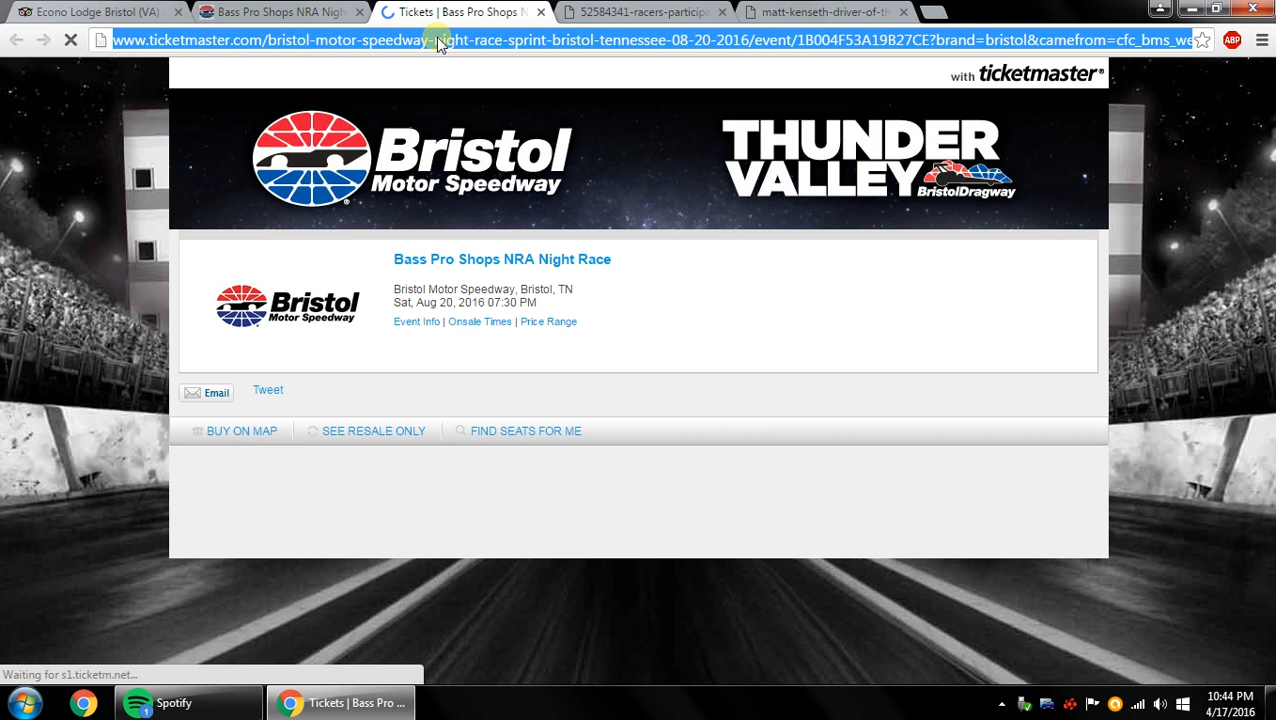 Econo Lodge Bristol (VA) -
Bass Pro Shops NRA Nigh
Tickets | Bass Pro Shops N
52584341-racers-participa
matt-kenseth-driver-of-th
www.ticketmaster.com/bristol-motor-speedway-night-race-sprint-bristol-tennessee-08-20-2016/event/1B004F53A19B27CE?brand=bristol&camefrom=cfc_bms_we
ABP
with ticketmaster®
Bristol
Motor Speedway
THUNDER
VALLEY
BristolDragway
Bass Pro Shops NRA Night Race
Bristol Motor Speedway, Bristol, TN
Sat, Aug 20, 2016 07:30 PM
Event Info | Onsale Times | Price Range
Bristol
Motor Speedway
Email
Tweet
BUY ON MAP
SEE RESALE ONLY
FIND SEATS FOR ME
Waiting for s1.ticketm.net...
1
Spotify
Tickets | Bass Pro ...
10:44 PM
4/17/2016